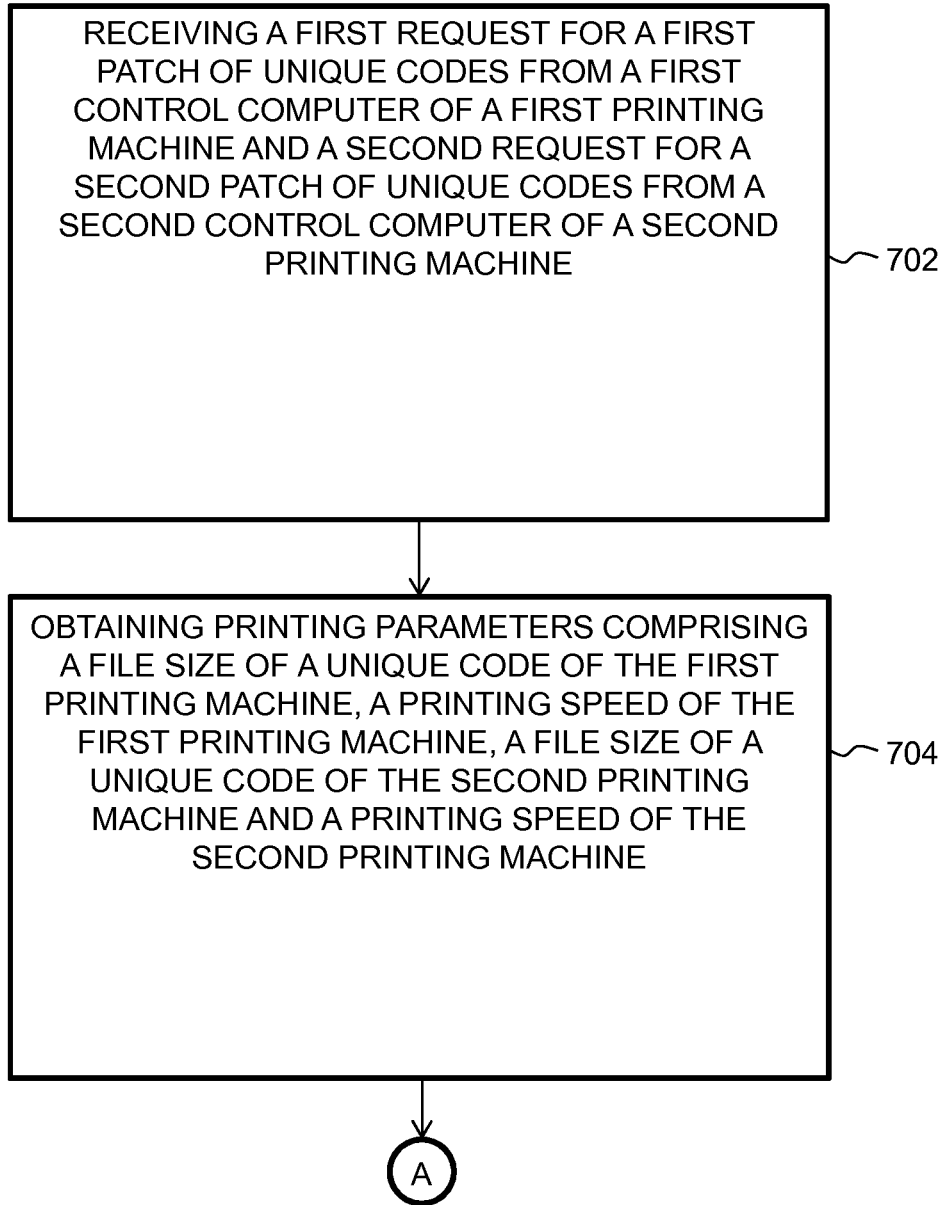 RECEIVING A FIRST REQUEST FOR A FIRST
PATCH OF UNIQUE CODES FROM A FIRST
CONTROL COMPUTER OF A FIRST PRINTING
MACHINE AND A SECOND REQUEST FOR A
SECOND PATCH OF UNIQUE CODES FROM A
SECOND CONTROL COMPUTER OF A SECOND
PRINTING MACHINE
702
OBTAINING PRINTING PARAMETERS COMPRISING
A FILE SIZE OF A UNIQUE CODE OF THE FIRST
PRINTING MACHINE, A PRINTING SPEED OF THE
FIRST PRINTING MACHINE, A FILE SIZE OF A
UNIQUE CODE OF THE SECOND PRINTING
MACHINE AND A PRINTING SPEED OF THE
SECOND PRINTING MACHINE
704
A